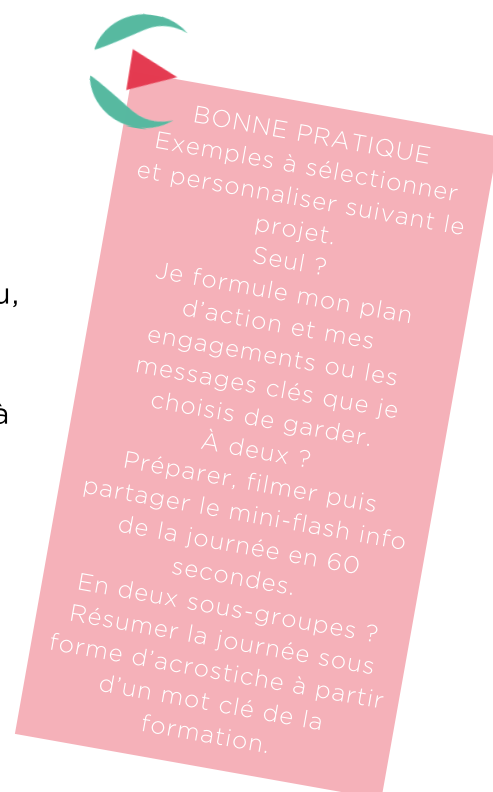 u,
à
BONNE PRATIQUE
Exemples à sélectionner
et personnaliser suivant le
projet.
Seul ?
Je formule mon plan
d'action et mes
engagements ou les
messages clés que je
choisis de garder.
À deux ?
Préparer, filmer puis
partager le mini-flash info
de la journée en 60
secondes.
En deux sous-groupes ?
Résumer la journée sous
forme d'acrostiche à partir
d'un mot clé de la
formation.